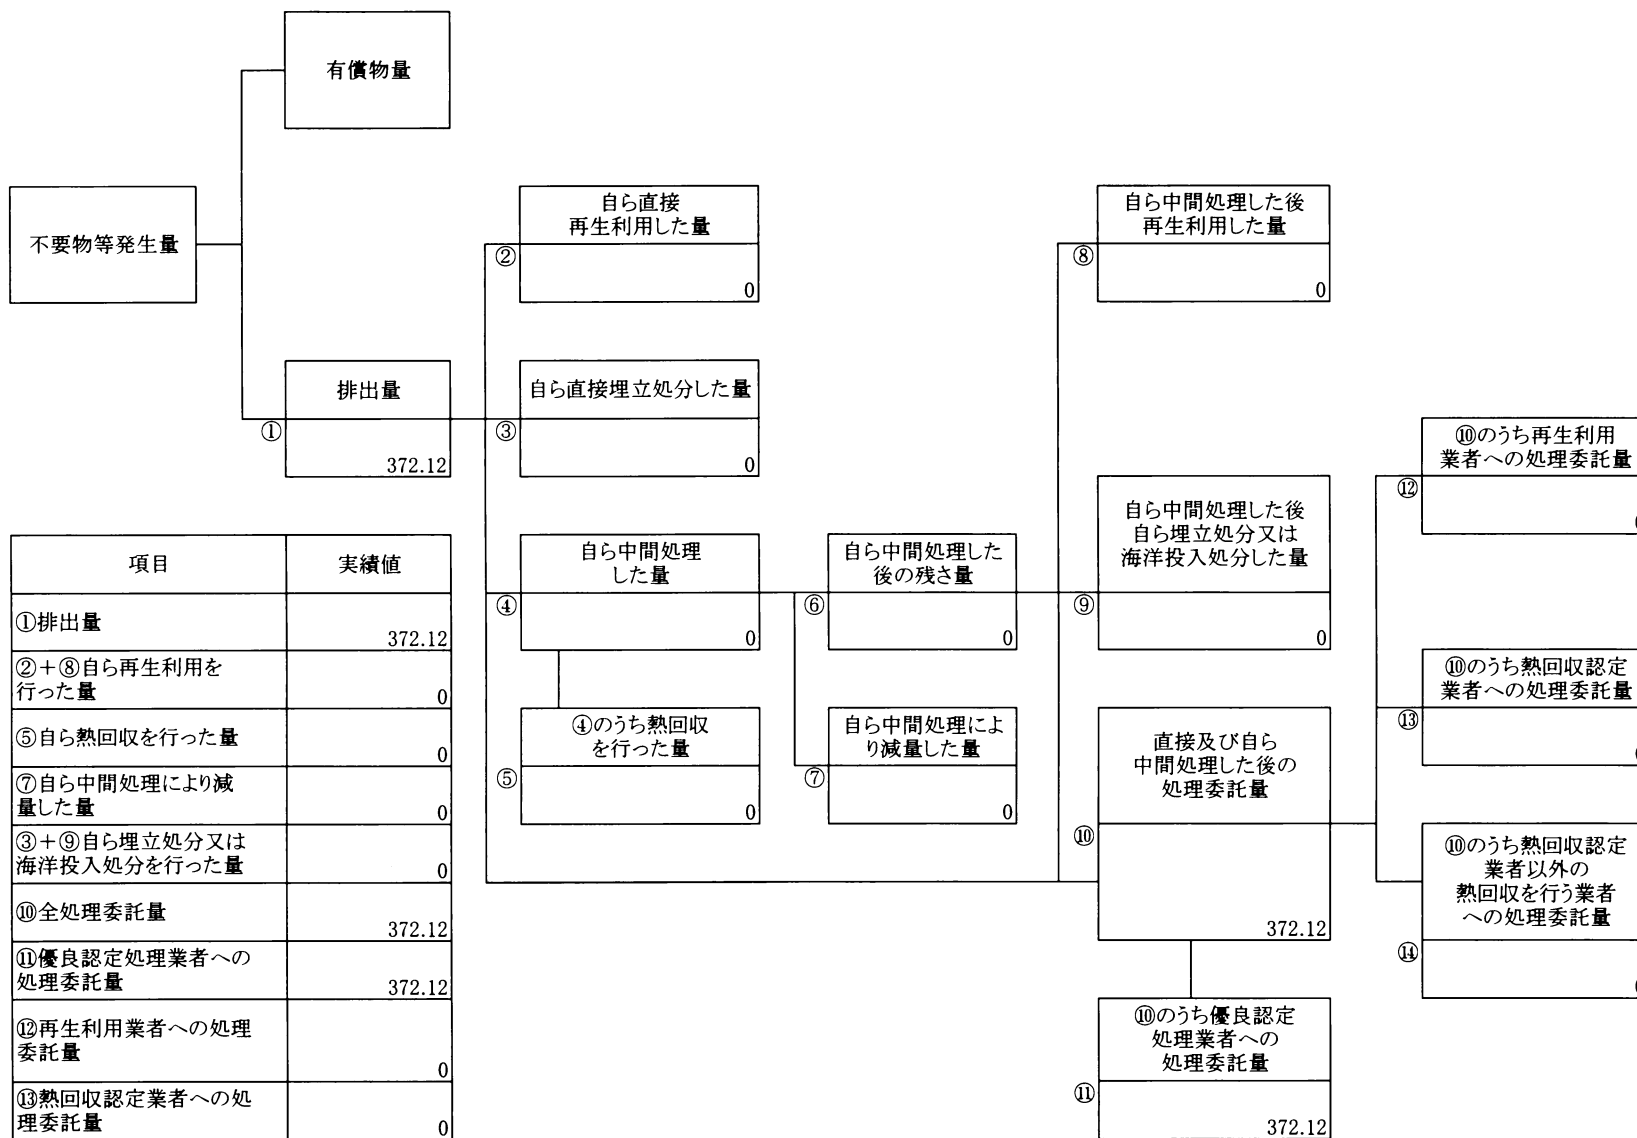 有償物量
不要物等発生量
自ら直接
再生利用した量
②
0
自ら中間処理した後
再生利用した量
⑧
0
排出量
①
372.12
自ら直接埋立処分した量
③
0
⑩のうち再生利用
業者への処理委託量
⑫
自ら中間処理
した量
④
0
自ら中間処理した
後の残さ量
⑥
0
自ら中間処理した後
自ら埋立処分又は
海洋投入処分した量
⑨
0
⑩のうち熱回収認定
業者への処理委託量
⑬
④のうち熱回収
を行った量
⑤
0
自ら中間処理によ
り減量した量
⑦
0
直接及び自ら
中間処理した後の
処理委託量
⑩
372.12
⑩のうち熱回収認定
業者以外の
熱回収を行う業者
への処理委託量
⑭
⑩のうち優良認定
処理業者への
処理委託量
⑪
372.12
項目 実績値
①排出量 372.12
②+⑧自ら再生利用を
行った量 0
⑤自ら熱回収を行った量 0
⑦自ら中間処理により減
量した量 0
③+⑨自ら埋立処分又は
海洋投入処分を行った量 0
⑩全処理委託量 372.12
⑪優良認定処理業者への
処理委託量 372.12
⑫再生利用業者への処理
委託量 0
⑬熱回収認定業者への処
理委託量 0